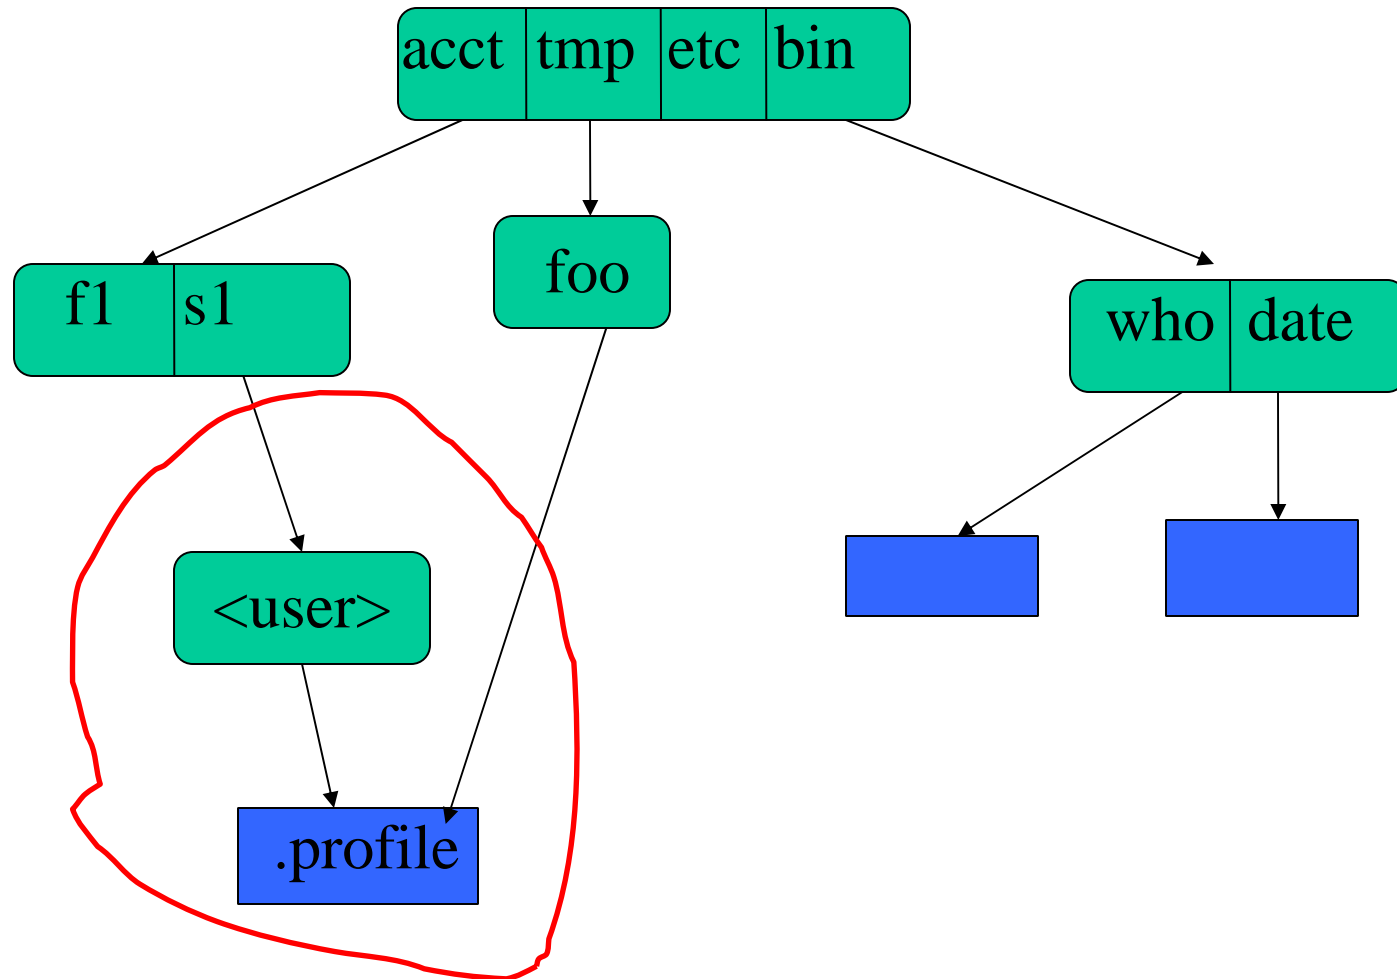 acct tmp etc bin
foo
f1 s1
who date
<user>
.profile